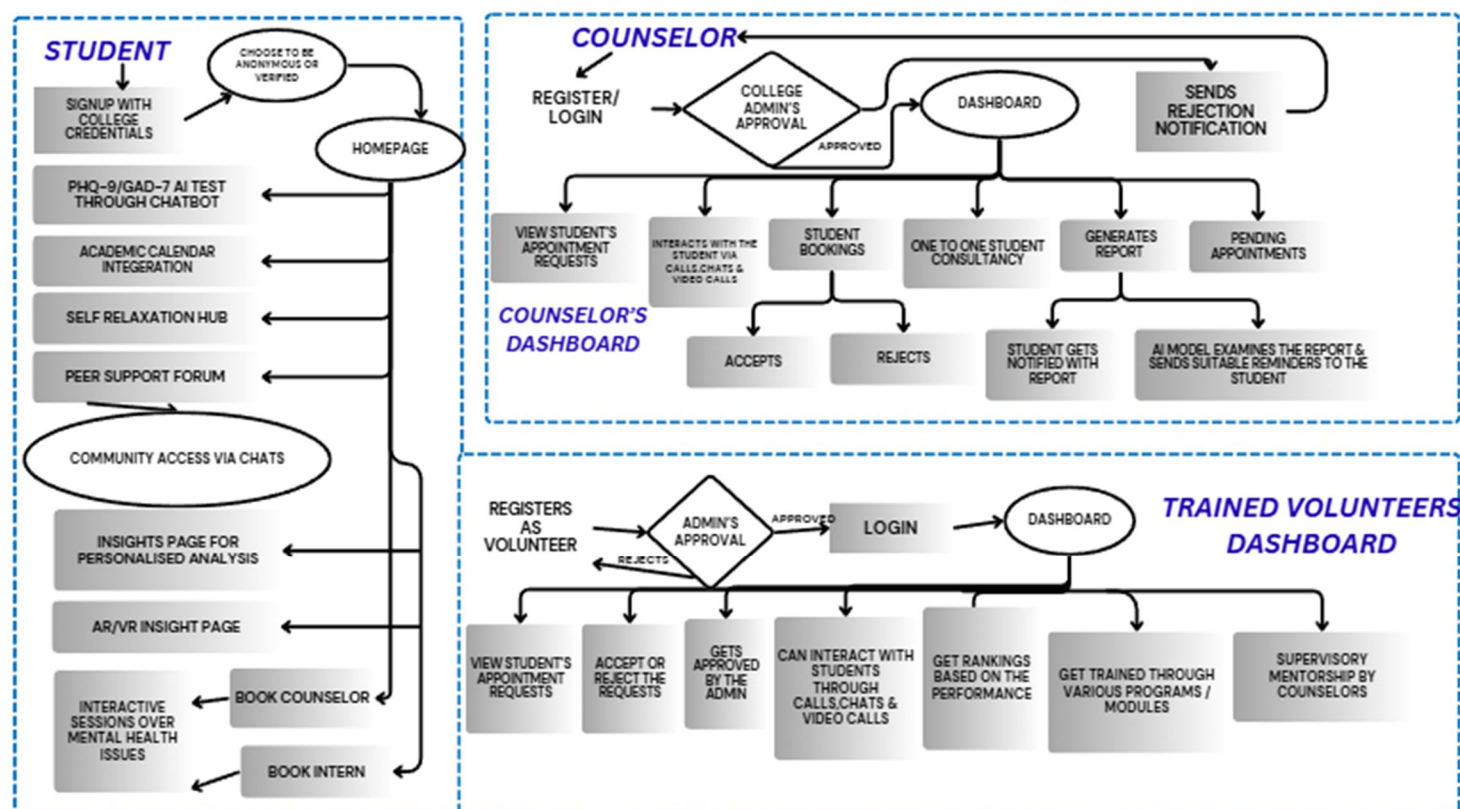 STUDENT
CHOOSE TO BE
ANONYMOUS OR
VERIFIED
SIGNUP WITH
COLLEGE
CREDENTIALS
HOMEPAGE
PHQ-9/GAD-7 AI TEST
THROUGH CHATBOT
ACADEMIC CALENDAR
INTEGERATION
SELF RELAXATION HUB
PEER SUPPORT FORUM
COMMUNITY ACCESS VIA CHATS
INSIGHTS PAGE FOR
PERSONALISED ANALYSIS
AR/VR INSIGHT PAGE
BOOK COUNSELOR
INTERACTIVE
SESSIONS OVER
MENTAL HEALTH
ISSUES
BOOK INTERN
COUNSELOR
REGISTER/
LOGIN
COLLEGE
ADMIN'S
APPROVAL
APPROVED
DASHBOARD
SENDS
REJECTION
NOTIFICATION
VIEW STUDENT'S
APPOINTMENT
REQUESTS
INTERACTS WITH THE
STUDENT VIA
CALLS,CHATS &
VIDEO CALLS
STUDENT
BOOKINGS
ONE TO ONE STUDENT
CONSULTANCY
GENERATES
REPORT
PENDING
APPOINTMENTS
COUNSELOR'S
DASHBOARD
ACCEPTS
REJECTS
STUDENT GETS
NOTIFIED WITH
REPORT
AI MODEL EXAMINES THE REPORT &
SENDS SUITABLE REMINDERS TO THE
STUDENT
REGISTERS
AS
VOLUNTEER
ADMIN'S
APPROVAL
APPROVED
REJECTS
LOGIN
DASHBOARD
TRAINED VOLUNTEERS
DASHBOARD
VIEW STUDENT'S
APPOINTMENT
REQUESTS
ACCEPT OR
REJECT THE
REQUESTS
GETS
APPROVED
BY THE
ADMIN
CAN INTERACT WITH
STUDENTS
THROUGH
CALLS,CHATS &
VIDEO CALLS
GET RANKINGS
BASED ON THE
PERFORMANCE
GET TRAINED THROUGH
VARIOUS PROGRAMS /
MODULES
SUPERVISORY
MENTORSHIP BY
COUNSELORS